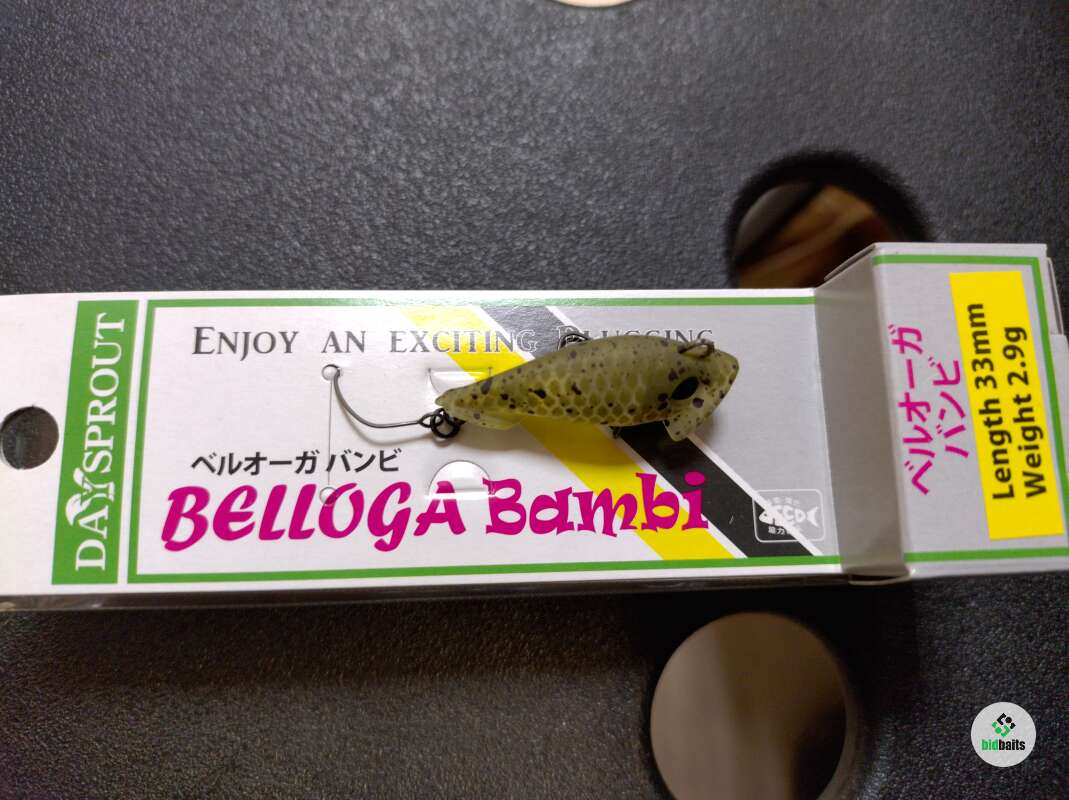 DAYSPROUT
ENJOY AN EXCITING PLUGGING
ベルオーガ バンビ
BELLOGA Bambi
ベルオーガ
バンビ
Length 33mm
Weight 2.9g
bidbaits